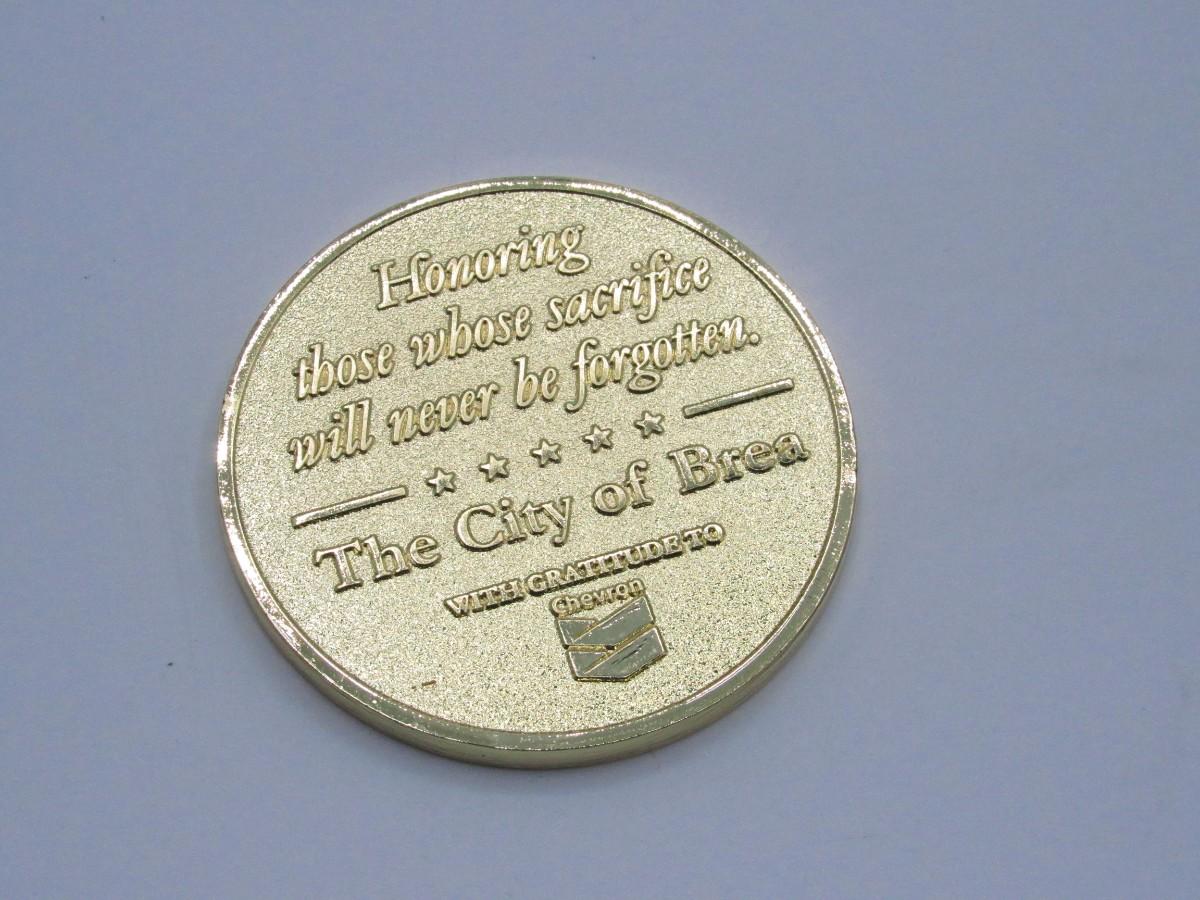 Honoring
those whose sacrifice
will never be forgotten.
The City of Brea
WITH GRATITUDE TO
Chevron